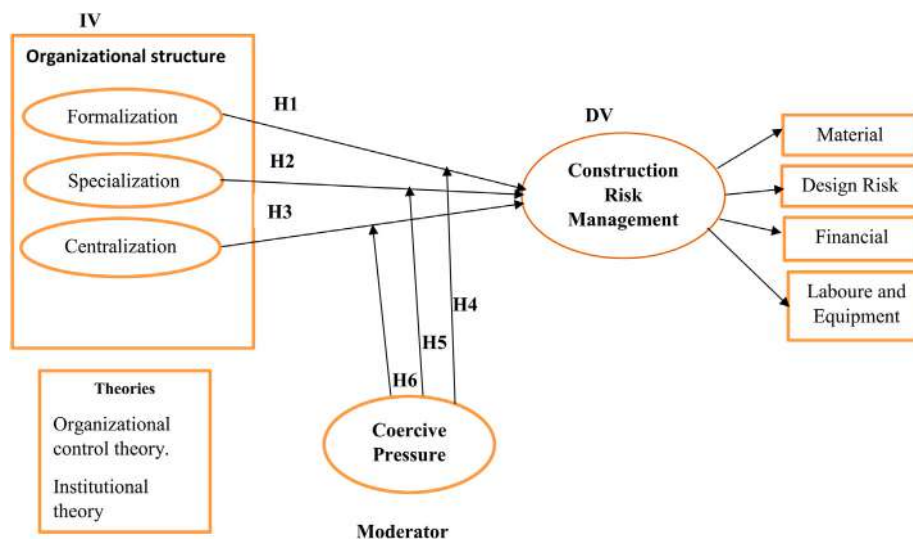 IV
Organizational structure
Formalization
Specialization
Centralization
H1
H2
H3
DV
Construction
Risk
Management
Material
Design Risk
Financial
Laboure and
Equipment
H4
H5
H6
Theories
Organizational
control theory.
Institutional
theory
Coercive
Pressure
Moderator